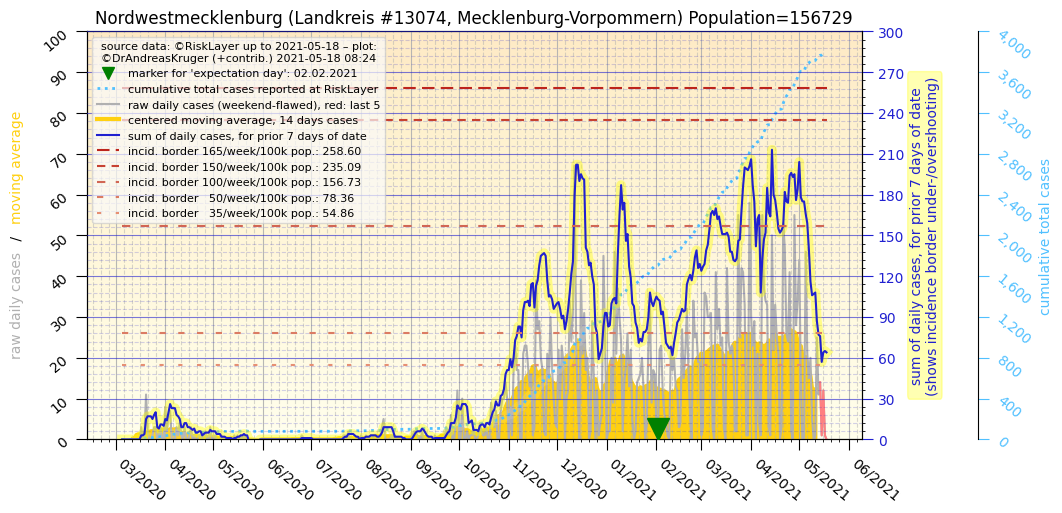 Nordwestmecklenburg (Landkreis #13074, Mecklenburg-Vorpommern) Population=156729
source data: ©RiskLayer up to 2021-05-18 – plot:
©DrAndreasKruger (+contrib.) 2021-05-18 08:24
marker for 'expectation day': 02.02.2021
cumulative total cases reported at RiskLayer
raw daily cases (weekend-flawed), red: last 5
centered moving average, 14 days cases
sum of daily cases, for prior 7 days of date
incid. border 165/week/100k pop.: 258.60
incid. border 150/week/100k pop.: 235.09
incid. border 100/week/100k pop.: 156.73
incid. border 50/week/100k pop.: 78.36
incid. border 35/week/100k pop.: 54.86
raw daily cases / moving average
100
90
80
70
60
50
40
30
20
10
0
03/2020
04/2020
05/2020
06/2020
07/2020
08/2020
09/2020
10/2020
11/2020
12/2020
01/2021
02/2021
03/2021
04/2021
05/2021
06/2021
300
270
240
210
180
150
120
90
60
30
0
sum of daily cases, for prior 7 days of date
(shows incidence border under-/overshooting)
4,000
3,600
3,200
2,800
2,400
2,000
1,600
1,200
800
400
0
cumulative total cases